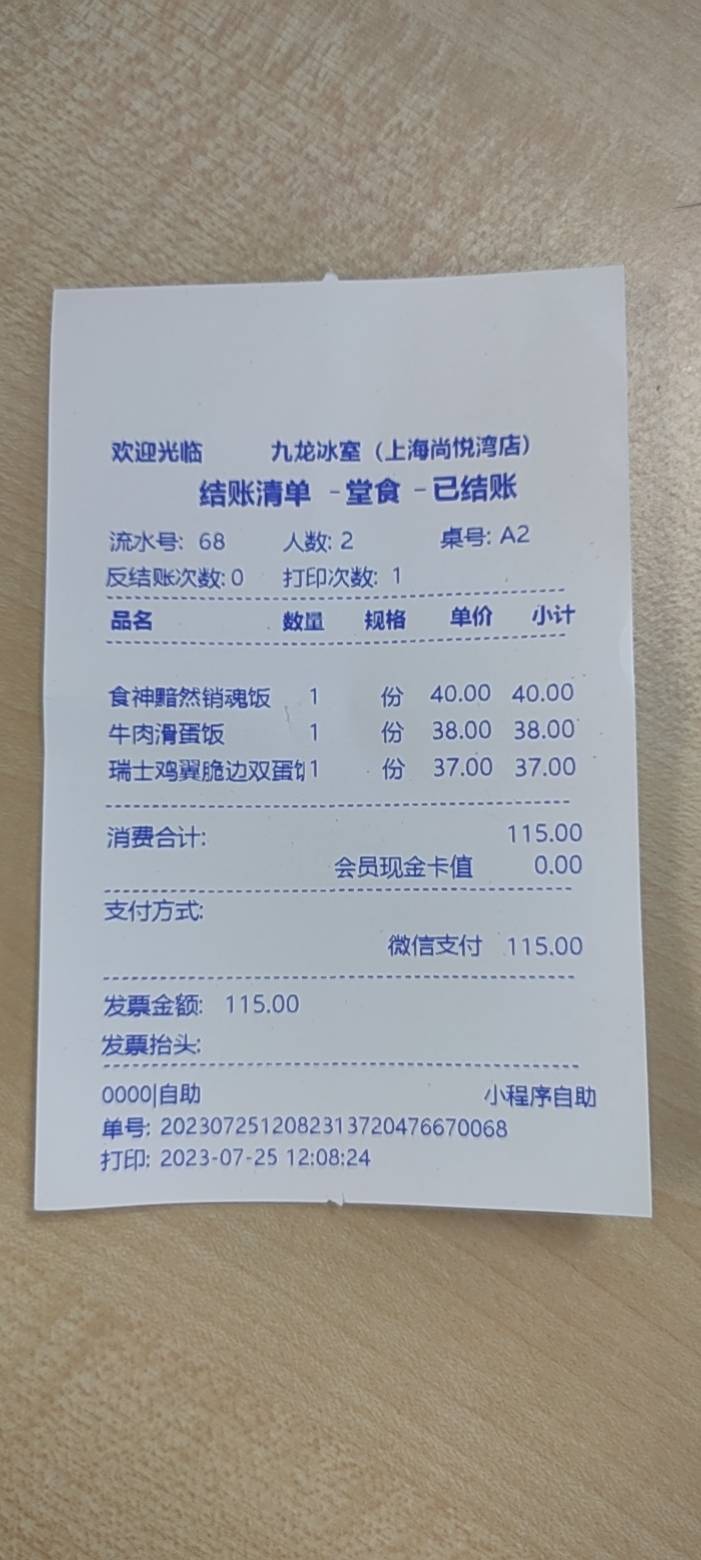 欢迎光临 九龙冰室（上海尚悦湾店）
结账清单 -堂食 -已结账
流水号: 68 人数: 2 桌号: A2
反结账次数: 0 打印次数: 1
品名 数量 规格 单价 小计
食神黯然销魂饭 1 份 40.00 40.00
牛肉滑蛋饭 1 份 38.00 38.00
瑞士鸡翼脆边双蛋 1 份 37.00 37.00
消费合计: 115.00
会员现金卡值 0.00
支付方式:
微信支付 115.00
发票金额: 115.00
发票抬头:
0000|自助 小程序自助
单号: 2023072512082313720476670068
打印: 2023-07-25 12:08:24